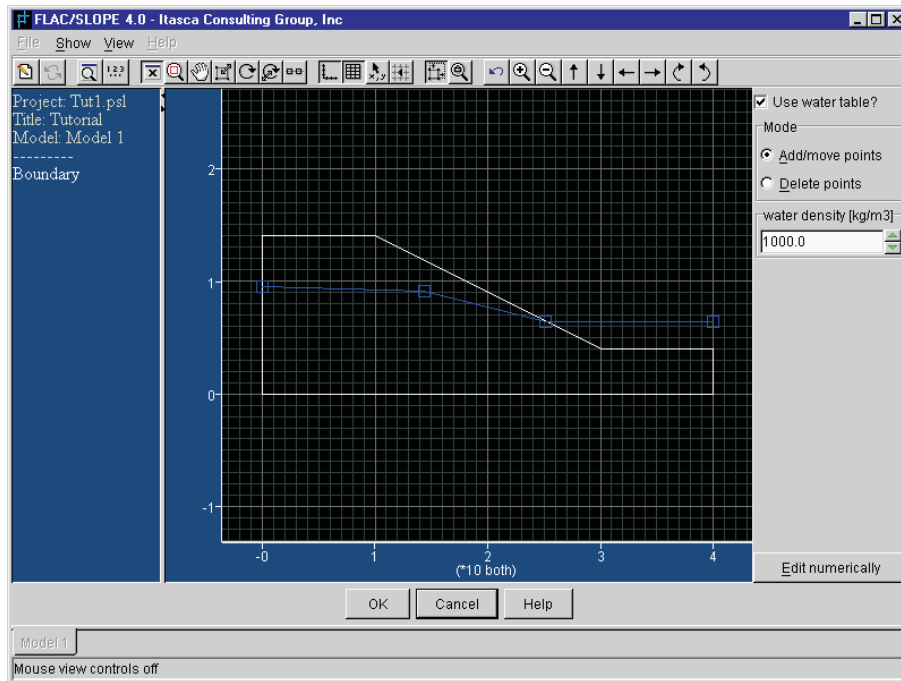 FLAC/SLOPE 4.0 - Itasca Consulting Group, Inc
File Show View Help
123
x,y
Project: Tut1.psl
Title: Tutorial
Model: Model 1
---------
Boundary
2
1
0
-1
-0 1 2 3 4
(*10 both)
Use water table?
Mode
Add/move points
Delete points
water density [kg/m3]
1000.0
Edit numerically
OK Cancel Help
Model 1
Mouse view controls off